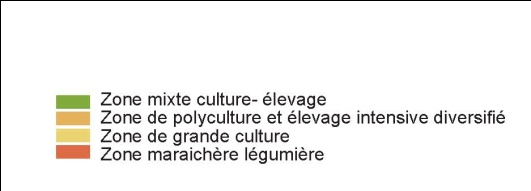 Zone mixte culture- élevage
Zone de polyculture et élevage intensive diversifié
Zone de grande culture
Zone maraichère légumière